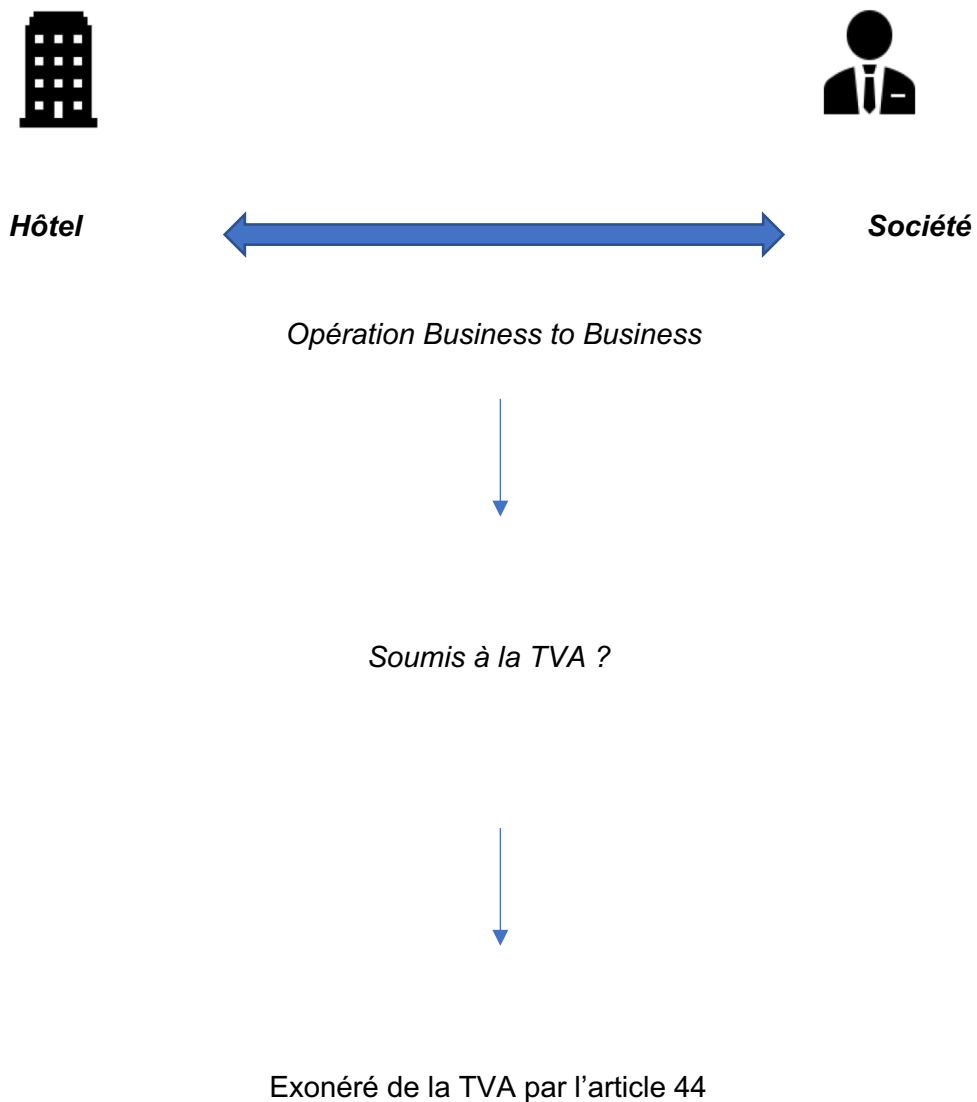 Hôtel
Société
Opération Business to Business
Soumis à la TVA ?
Exonéré de la TVA par l’article 44